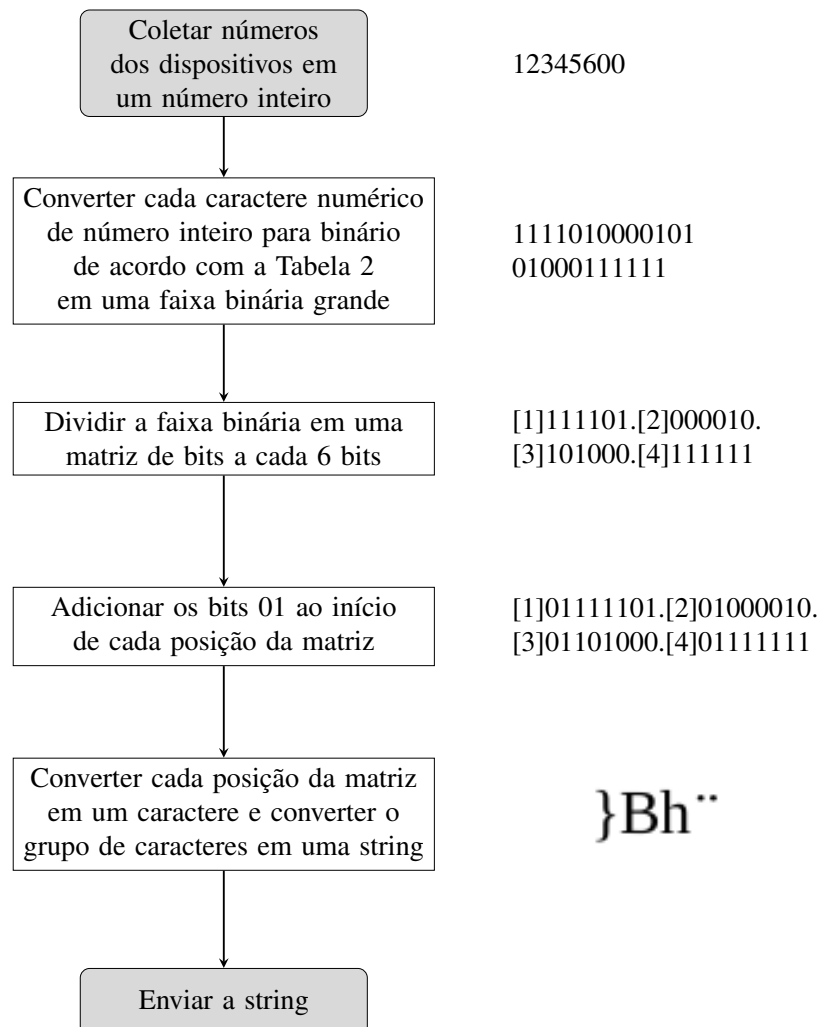 Coletar números
dos dispositivos em
um número inteiro
12345600
Converter cada caractere numérico
de número inteiro para binário
de acordo com a Tabela 2
em uma faixa binária grande
1111010000101
01000111111
Dividir a faixa binária em uma
matriz de bits a cada 6 bits
[1]111101.[2]000010.
[3]101000.[4]111111
Adicionar os bits 01 ao início
de cada posição da matriz
[1]01111101.[2]01000010.
[3]01101000.[4]01111111
Converter cada posição da matriz
em um caractere e converter o
grupo de caracteres em uma string
}Bh¨
Enviar a string